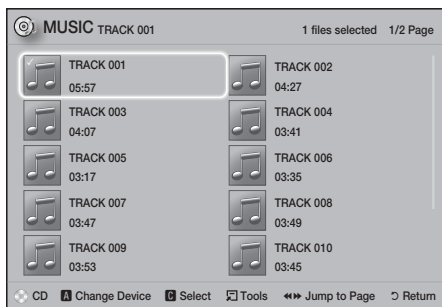 MUSIC TRACK 001 1 files selected 1/2 Page
TRACK 001 TRACK 002
05:57 04:27
TRACK 003 TRACK 004
04:07 03:41
TRACK 005 TRACK 006
03:17 03:35
TRACK 007 TRACK 008
03:47 03:49
TRACK 009 TRACK 010
03:53 03:45
CD A Change Device C Select Tools Jump to Page Return